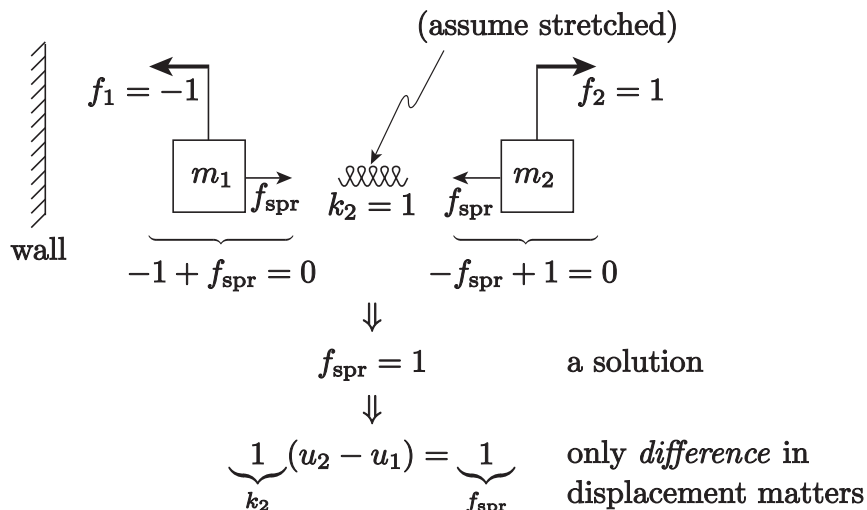 (assume stretched)
f₁ = −1
f₂ = 1
m₁
m₂
f_spr
k₂ = 1
f_spr
wall
−1 + f_spr = 0
−f_spr + 1 = 0
⇓
f_spr = 1
a solution
⇓
1 (u₂ − u₁) = 1
only difference in
k₂
f_spr
displacement matters